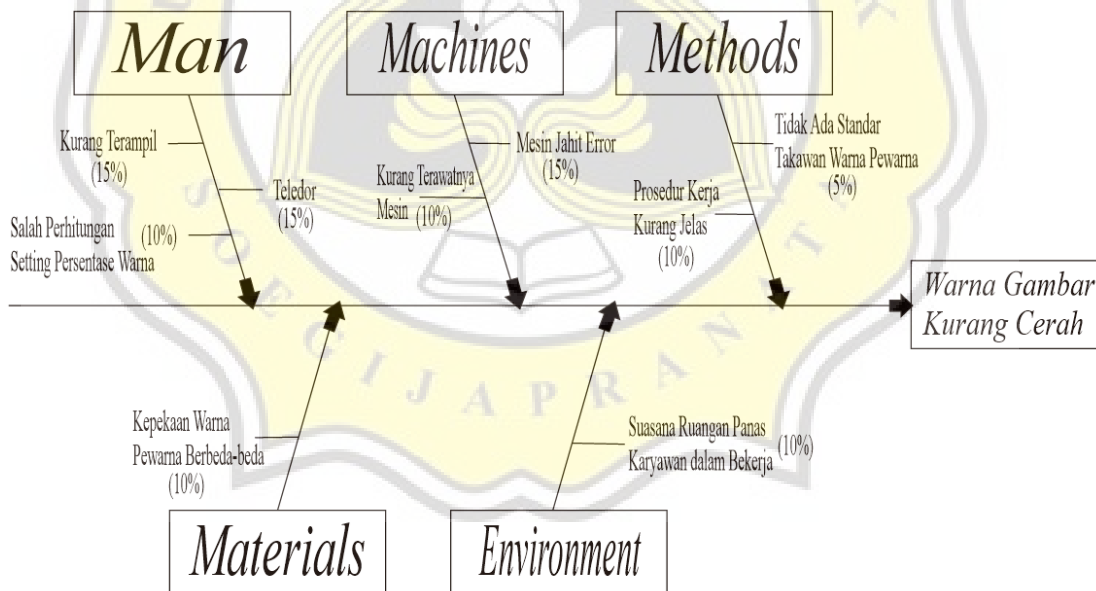 Man
Machines
Methods
Kurang Terampil
(15%)
Teledor
(15%)
Salah Perhitungan (10%)
Setting Persentase Warna
Mesin Jahit Error
(15%)
Kurang Terawatnya
Mesin (10%)
Tidak Ada Standar
Takawan Warna Pewarna
(5%)
Prosedur Kerja
Kurang Jelas
(10%)
Warna Gambar
Kurang Cerah
Kepekaan Warna
Pewarna Berbeda-beda
(10%)
Suasana Ruangan Panas (10%)
Karyawan dalam Bekerja
Materials
Environment
SOEGIJAPRANATA